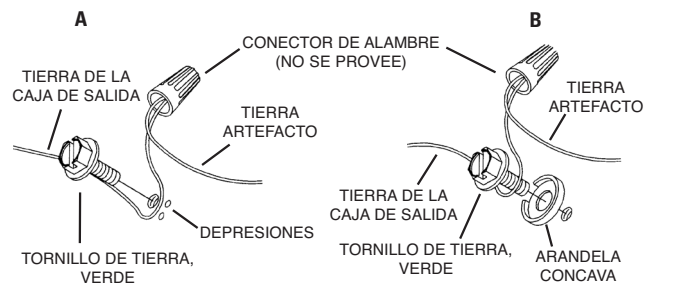 A
B
CONECTOR DE ALAMBRE
(NO SE PROVEE)
TIERRA DE LA
CAJA DE SALIDA
TIERRA
ARTEFACTO
DEPRESIONES
TORNILLO DE TIERRA,
VERDE
TIERRA
ARTEFACTO
TIERRA DE LA
CAJA DE SALIDA
TORNILLO DE TIERRA,
VERDE
ARANDELA
CONCAVA